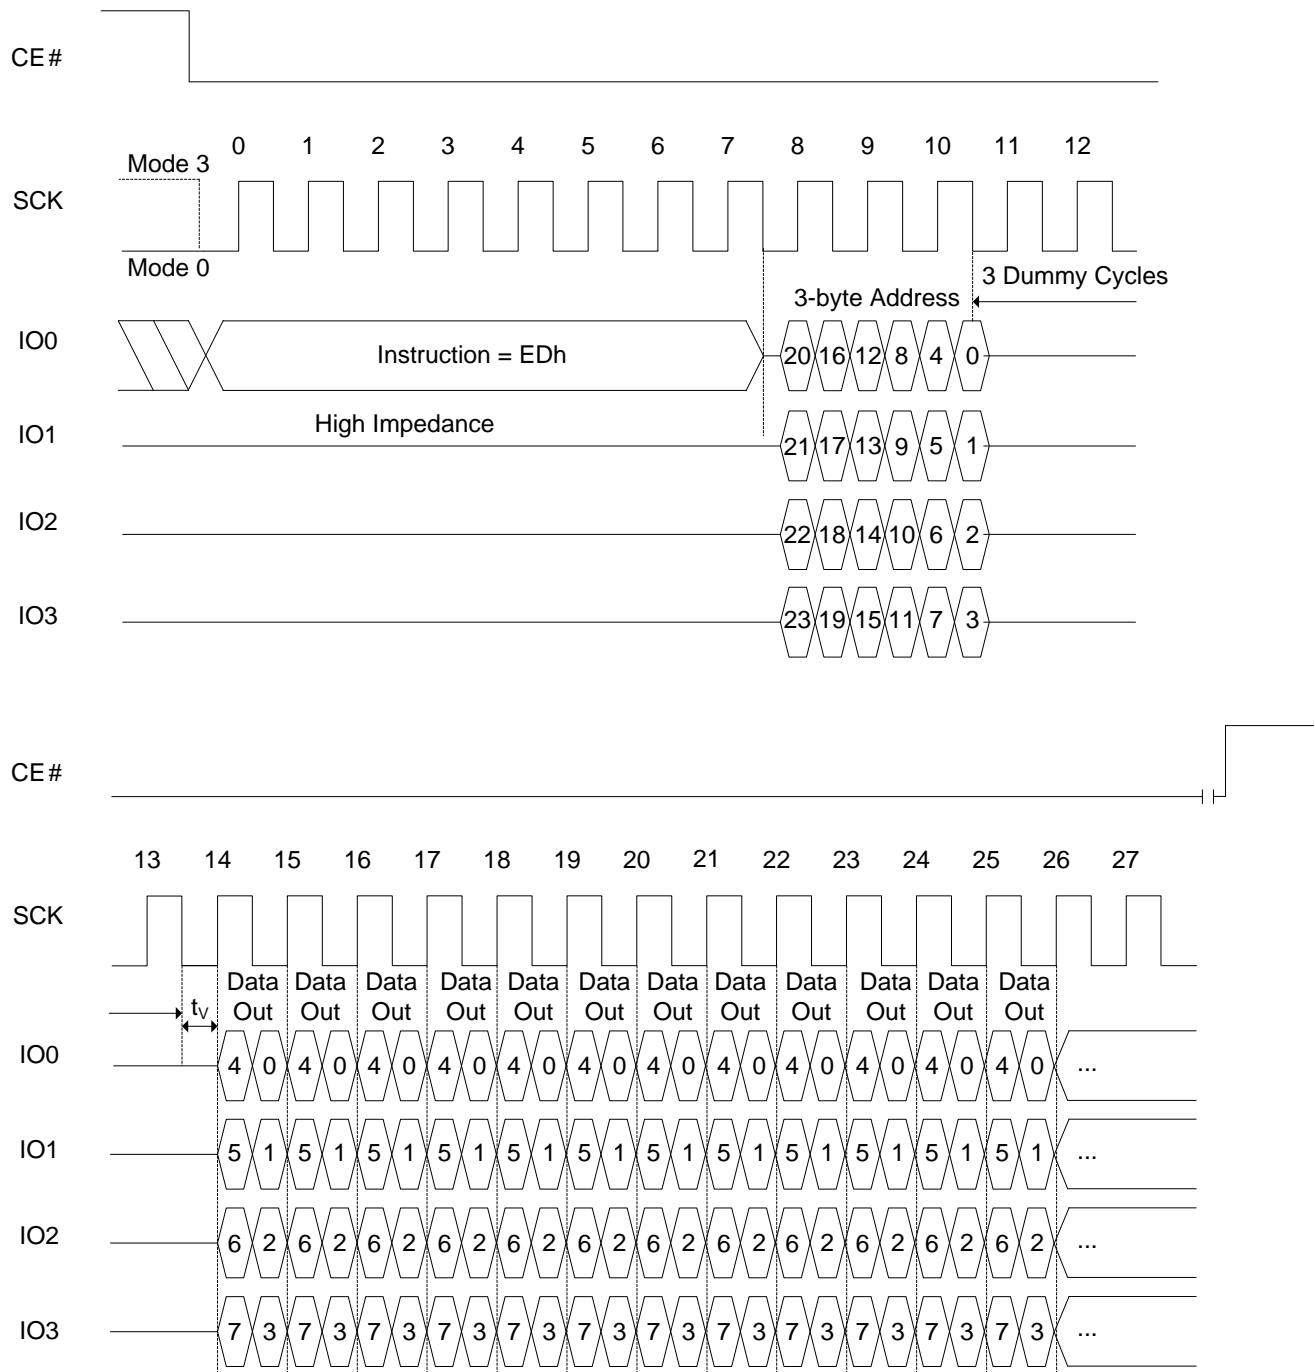 CE#
0 1 2 3 4 5 6 7 8 9 10 11 12
Mode 3
SCK
Mode 0
3 Dummy Cycles
3-byte Address
IO0
Instruction = EDh
20 16 12 8 4 0
High Impedance
IO1
21 17 13 9 5 1
IO2
22 18 14 10 6 2
IO3
23 19 15 11 7 3
CE#
13 14 15 16 17 18 19 20 21 22 23 24 25 26 27
SCK
Data Data Data Data Data Data Data Data Data Data Data Data
Out Out Out Out Out Out Out Out Out Out Out Out
tV
IO0
4 0 4 0 4 0 4 0 4 0 4 0 4 0 4 0 4 0 4 0 4 0 4 0 ...
IO1
5 1 5 1 5 1 5 1 5 1 5 1 5 1 5 1 5 1 5 1 5 1 5 1 ...
IO2
6 2 6 2 6 2 6 2 6 2 6 2 6 2 6 2 6 2 6 2 6 2 6 2 ...
IO3
7 3 7 3 7 3 7 3 7 3 7 3 7 3 7 3 7 3 7 3 7 3 7 3 ...